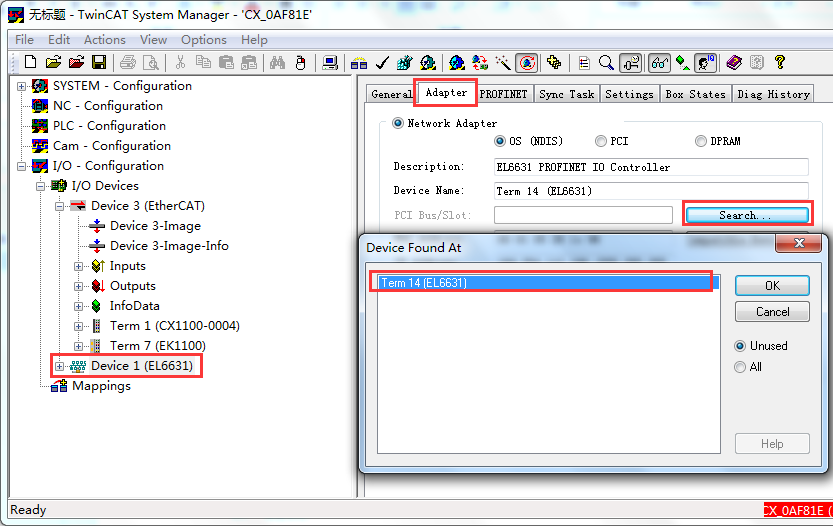 无标题 - TwinCAT System Manager - 'CX_0AF81E'
File Edit Actions View Options Help
SYSTEM - Configuration
NC - Configuration
PLC - Configuration
Cam - Configuration
I/O - Configuration
I/O Devices
Device 3 (EtherCAT)
Device 3-Image
Device 3-Image-Info
Inputs
Outputs
InfoData
Term 1 (CX1100-0004)
Term 7 (EK1100)
Device 1 (EL6631)
Mappings
General Adapter PROFINET Sync Task Settings Box States Diag History
Network Adapter
OS (NDIS) PCI DPRAM
Description: EL6631 PROFINET IO Controller
Device Name: Term 14 (EL6631)
PCI Bus/Slot: Search...
Device Found At
Term 14 (EL6631)
OK
Cancel
Unused
All
Help
Ready
CX_0AF81E (